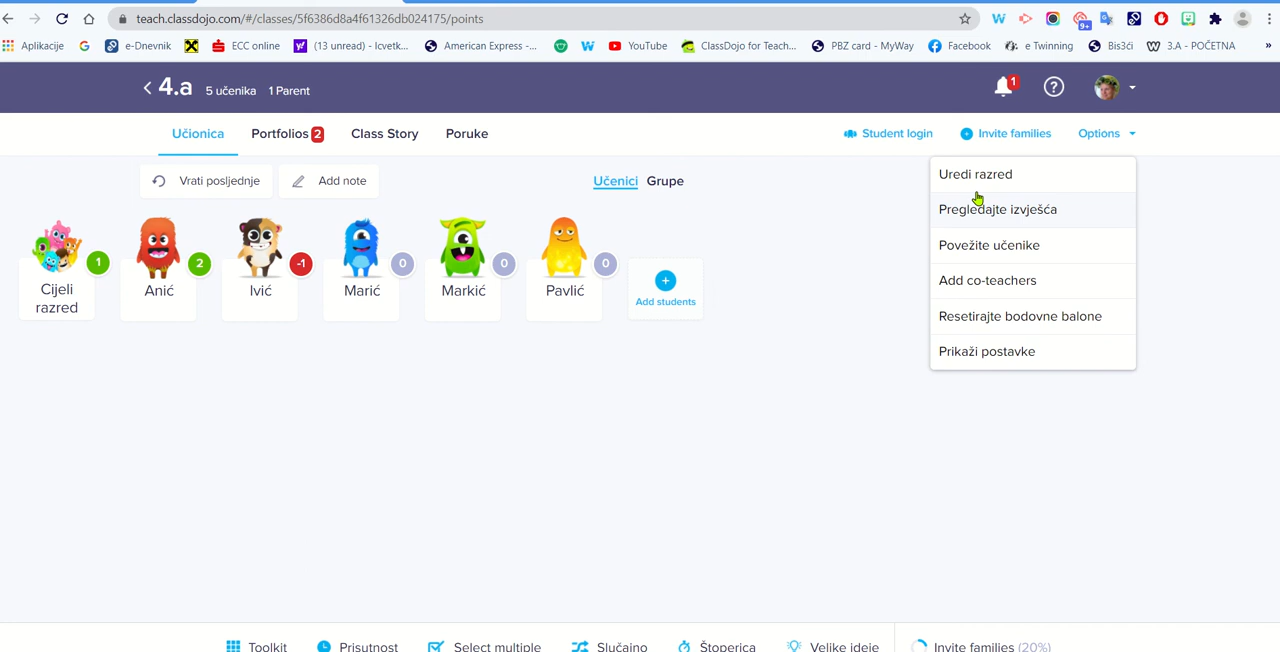 teach.classdojo.com/#/classes/5f6386d8a4f61326db024175/points
9+
Aplikacije e-Dnevnik ECC online (13 unread) - lcvetk... American Express -... YouTube ClassDojo for Teach... PBZ card - MyWay Facebook e Twinning Bis3ći 3.A - POČETNA »
4.a 5 učenika 1 Parent 1
Učionica Portfolios 2 Class Story Poruke Student login Invite families Options
Vrati posljednje Add note Učenici Grupe
Uredi razred
Pregledajte izvješća
Povežite učenike
Add co-teachers
Resetirajte bodovne balone
Prikaži postavke
1 2 -1 0 0 0
Cijeli razred
Anić Ivić Marić Markić Pavlić
Add students
Toolkit Prisutnost Select multiple Slučajno Štoperica Velike ideje Invite families (20%)